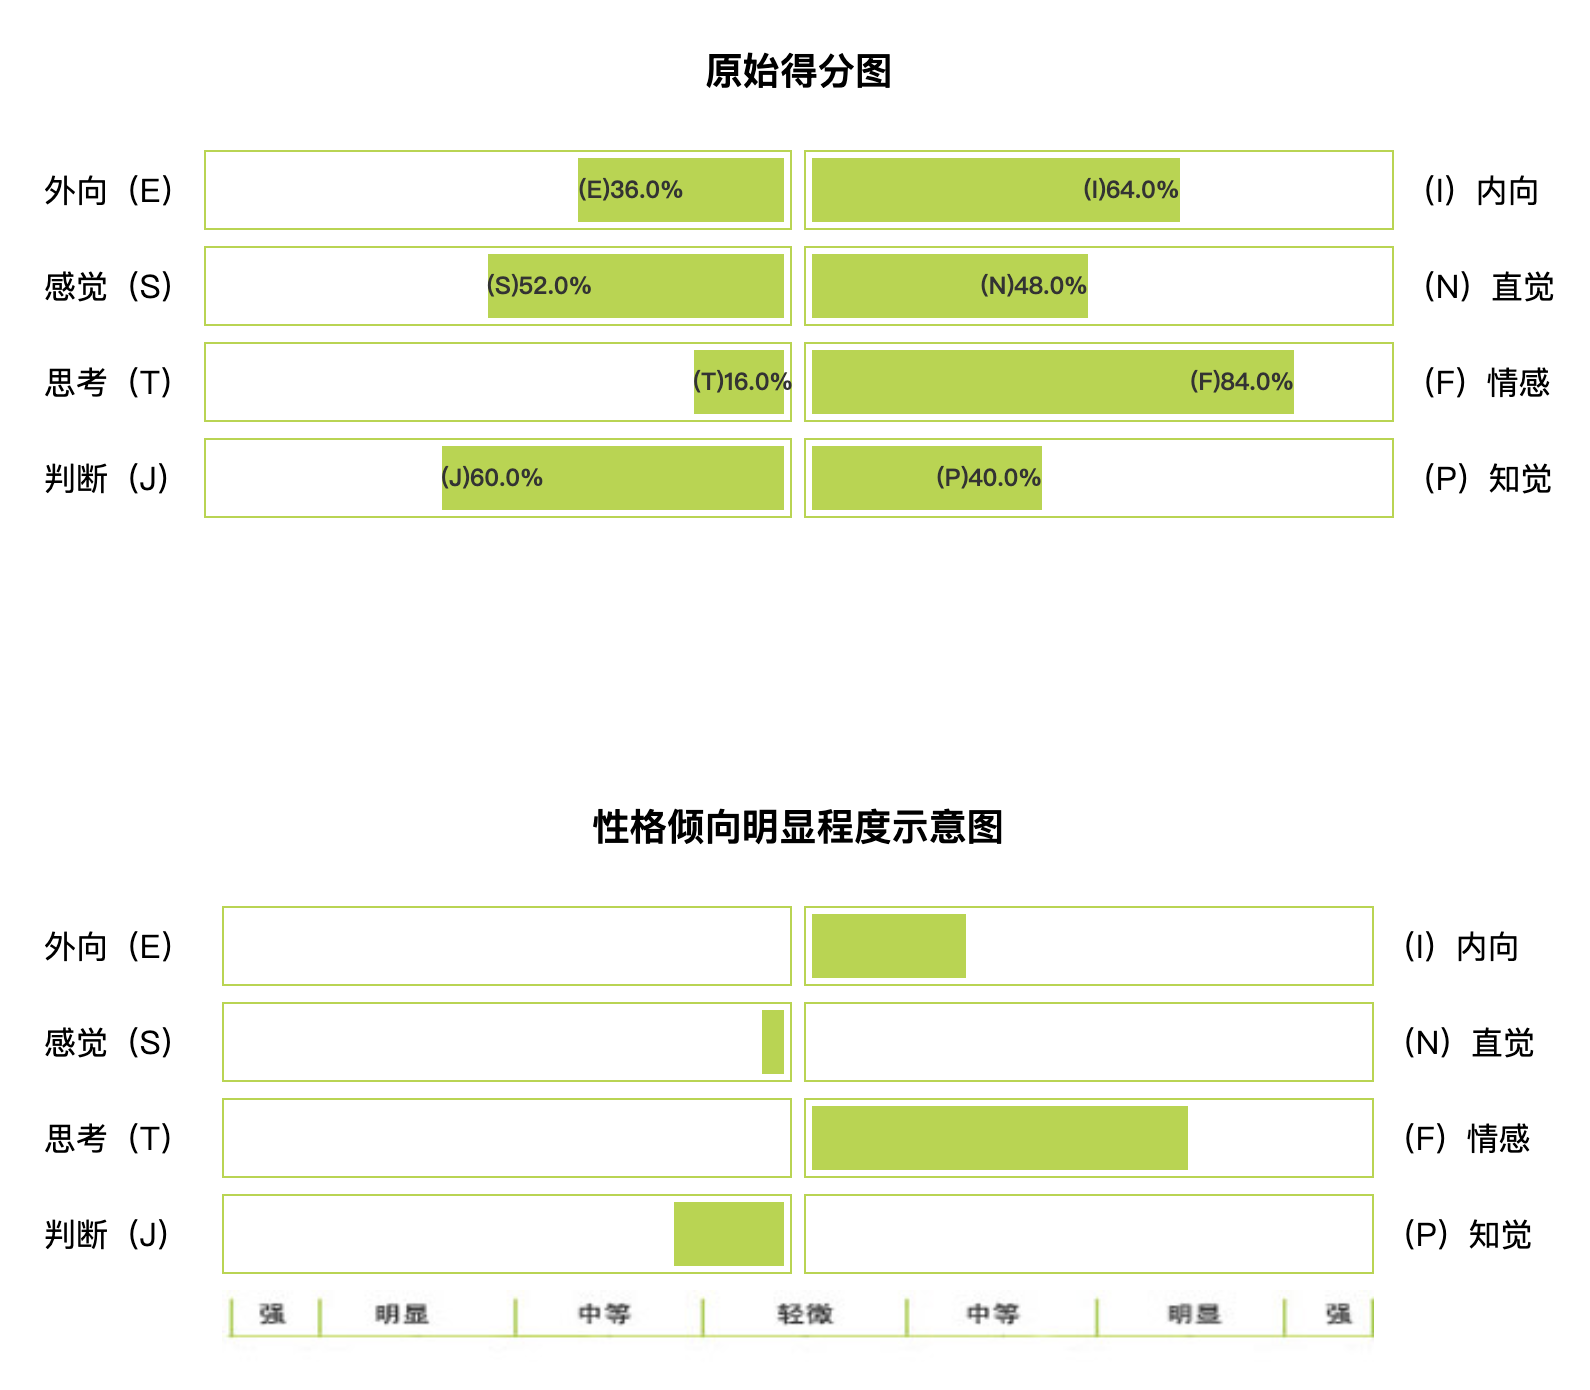 原始得分图
外向（E） (E)36.0% (I)64.0% （I）内向
感觉（S） (S)52.0% (N)48.0% （N）直觉
思考（T） (T)16.0% (F)84.0% （F）情感
判断（J） (J)60.0% (P)40.0% （P）知觉
性格倾向明显程度示意图
外向（E） （I）内向
感觉（S） （N）直觉
思考（T） （F）情感
判断（J） （P）知觉
强 明显 中等 轻微 中等 明显 强